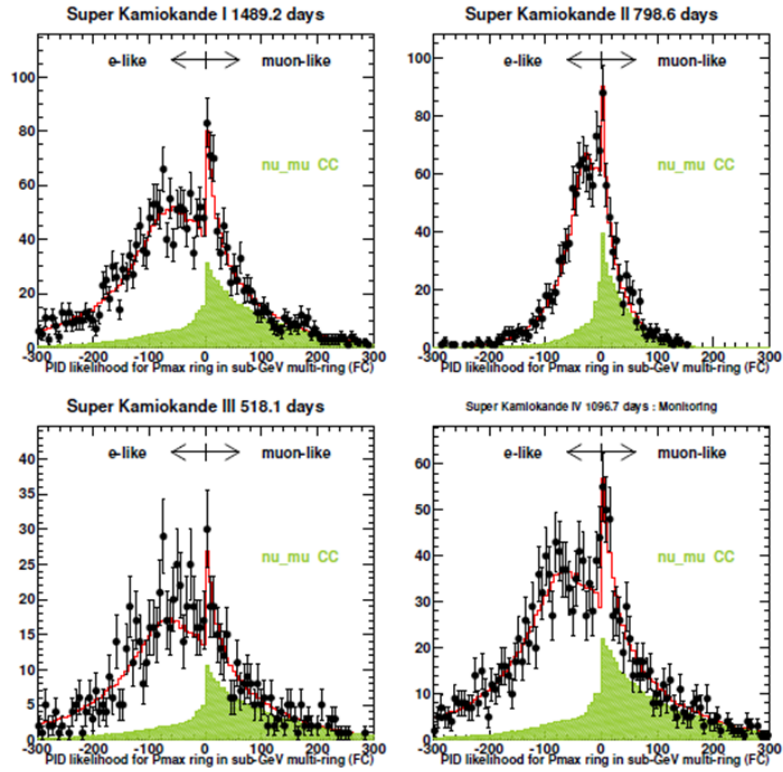 Super Kamiokande I 1489.2 days
e-like muon-like
nu_mu CC
100
80
60
40
20
0
-300 -200 -100 0 100 200 300
PID likelihood for Pmax ring in sub-GeV multi-ring (FC)
Super Kamiokande II 798.6 days
e-like muon-like
nu_mu CC
100
80
60
40
20
0
-200 -100 0 100 200 300
PID likelihood for Pmax ring in sub-GeV multi-ring (FC)
Super Kamiokande III 518.1 days
e-like muon-like
nu_mu CC
40
35
30
25
20
15
10
5
0
-300 -200 -100 0 100 200 300
PID likelihood for Pmax ring in sub-GeV multi-ring (FC)
Super Kamiokande IV 1096.7 days : Monitoring
e-like muon-like
nu_mu CC
60
50
40
30
20
10
0
-300 -200 -100 0 100 200 300
PID likelihood for Pmax ring in sub-GeV multi-ring (FC)